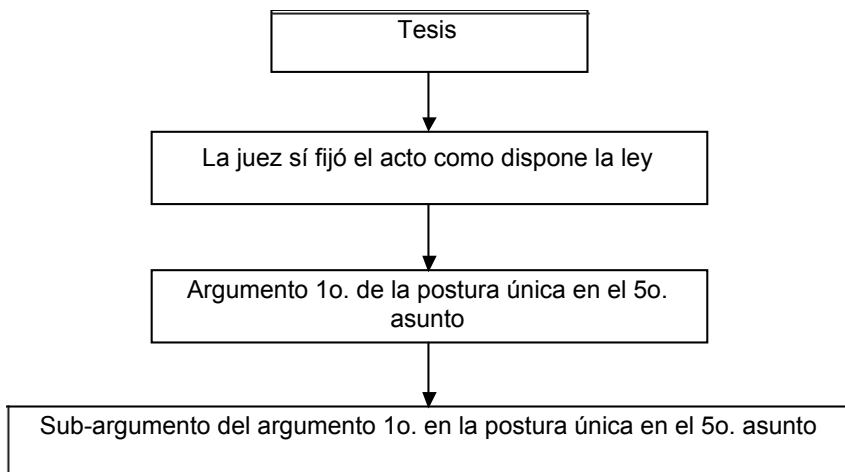 Tesis
La juez sí fijó el acto como dispone la ley
Argumento 1o. de la postura única en el 5o.
asunto
Sub-argumento del argumento 1o. en la postura única en el 5o. asunto